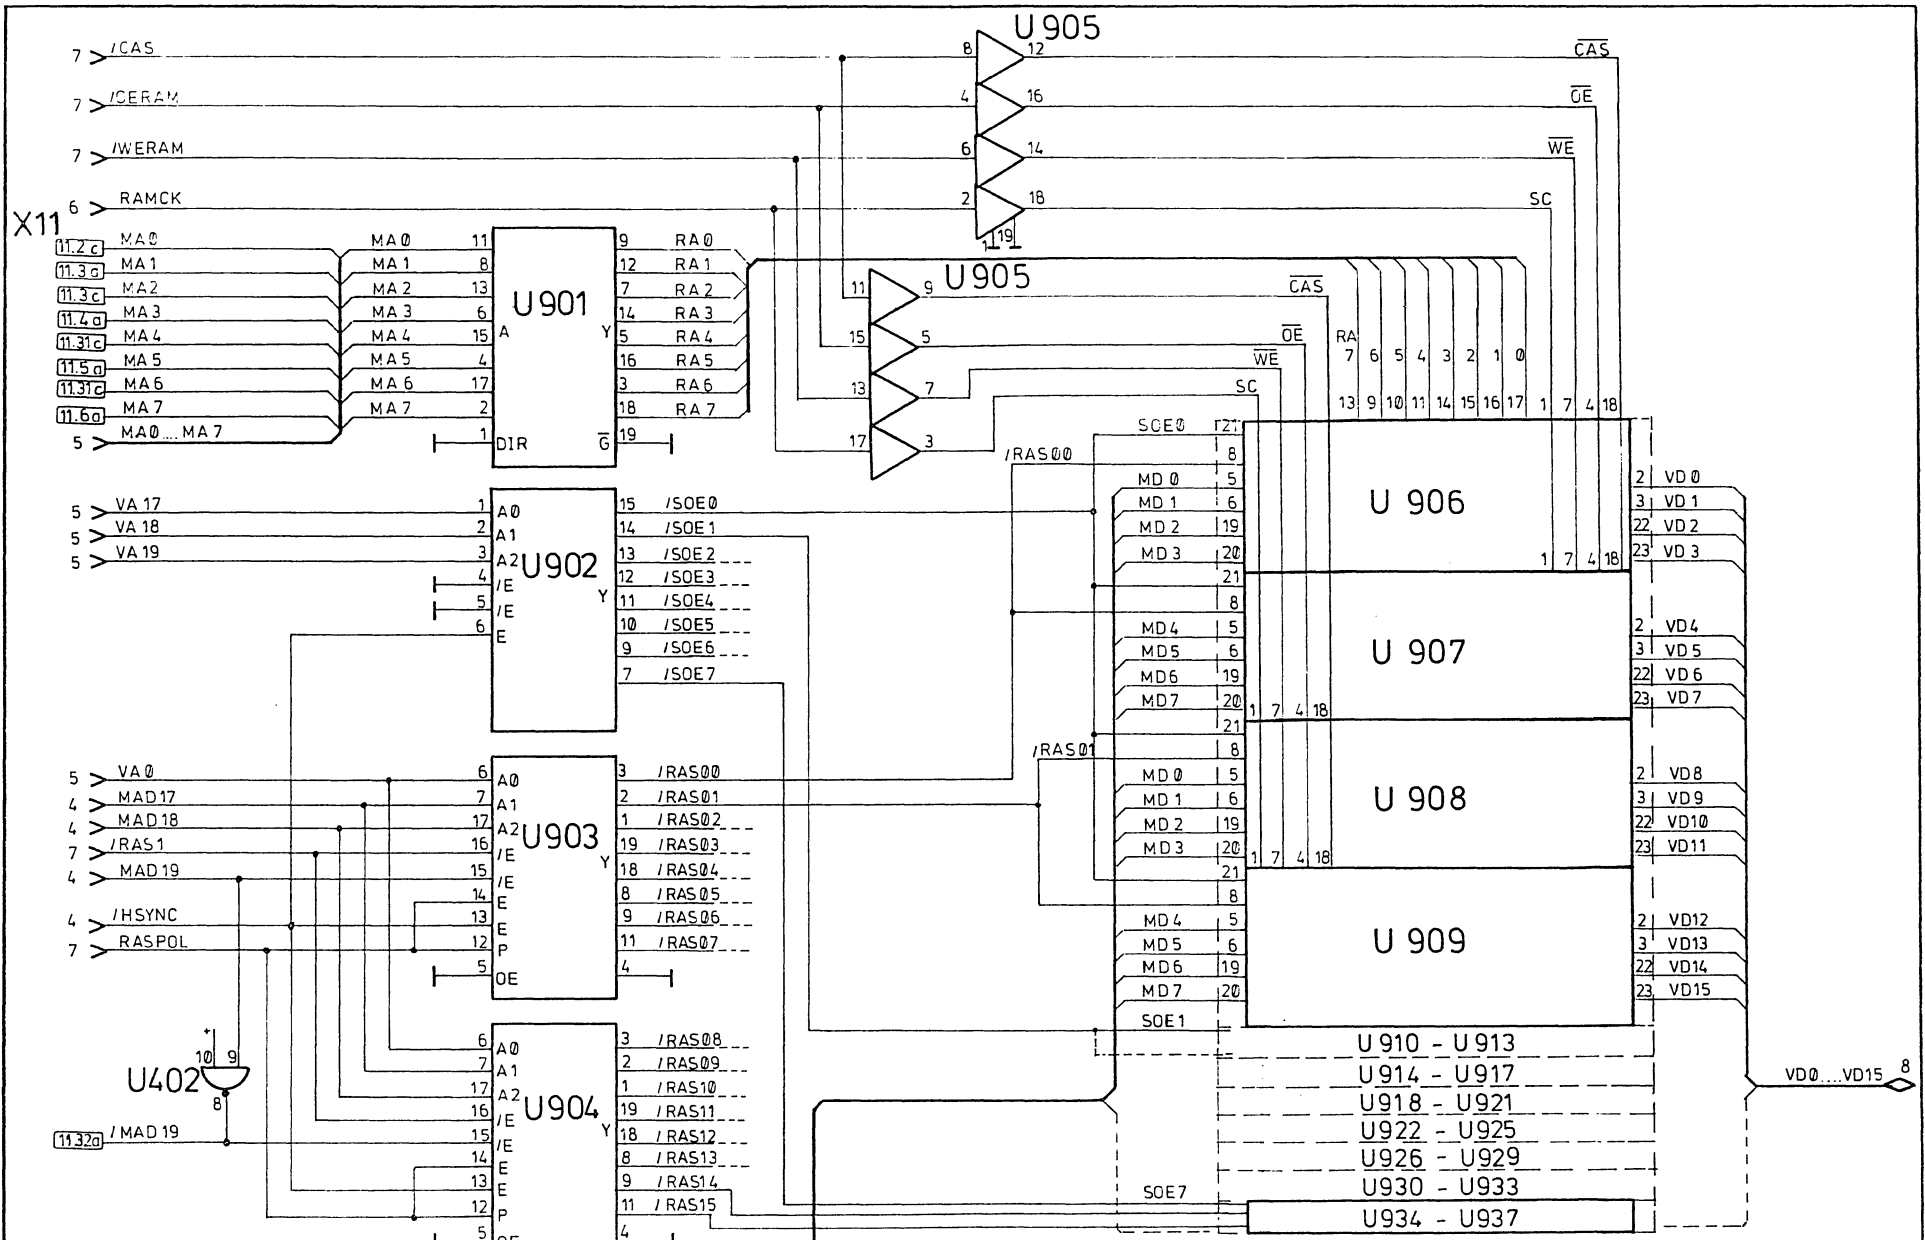 U905
7 /CAS 8 12 C̅A̅S̅
7 /OERAM 4 16 O̅E̅
7 /WERAM 6 14 W̅E̅
6 RAMCK 2 18 SC
1 19
X11
11.2c MA0 MA0 11 9 RA0
11.3a MA1 MA1 8 12 RA1
11.3c MA2 MA2 13 7 RA2
11.4a MA3 MA3 6 14 RA3
11.31c MA4 MA4 15 5 RA4
11.5a MA5 MA5 4 16 RA5
11.31c MA6 MA6 17 3 RA6
11.6a MA7 MA7 2 18 RA7
5 MA0....MA7 1 DIR G̅ 19
U901
A Y
U905
11 9 C̅A̅S̅
15 5 O̅E̅
13 7 W̅E̅
17 3 SC
RA
7 6 5 4 3 2 1 0
13 9 10 11 14 15 16 17 1 7 4 18
5 VA17 1 A0 15 /SOE0
5 VA18 2 A1 14 /SOE1
5 VA19 3 A2 13 /SOE2
4 /E 12 /SOE3
5 /E 11 /SOE4
6 E 10 /SOE5
9 /SOE6
7 /SOE7
U902
Y
5 VA0 6 A0 3 /RAS00
4 MAD17 7 A1 2 /RAS01
4 MAD18 17 A2 1 /RAS02
7 /RAS1 16 /E 19 /RAS03
4 MAD19 15 /E 18 /RAS04
14 E 8 /RAS05
4 /HSYNC 13 E 9 /RAS06
7 RASPOL 12 P 11 /RAS07
5 OE 4
U903
Y
+
10 9
U402
8
11.32a /MAD19
6 A0 3 /RAS08
7 A1 2 /RAS09
17 A2 1 /RAS10
16 /E 19 /RAS11
15 /E 18 /RAS12
14 E 8 /RAS13
13 E 9 /RAS14
12 P 11 /RAS15
5 OE 4
U904
Y
SOE0 21
/RAS00 8
MD0 5 2 VD0
MD1 6 3 VD1
MD2 19 22 VD2
MD3 20 23 VD3
U 906
1 7 4 18
21
8
MD4 5 2 VD4
MD5 6 3 VD5
MD6 19 22 VD6
MD7 20 23 VD7
U 907
1 7 4 18
21
/RAS01 8
MD0 5 2 VD8
MD1 6 3 VD9
MD2 19 22 VD10
MD3 20 23 VD11
U 908
1 7 4 18
21
8
MD4 5 2 VD12
MD5 6 3 VD13
MD6 19 22 VD14
MD7 20 23 VD15
U 909
SOE1
U910 - U913
U914 - U917
U918 - U921
U922 - U925
U926 - U929
U930 - U933
SOE7
U934 - U937
VD0....VD15 8